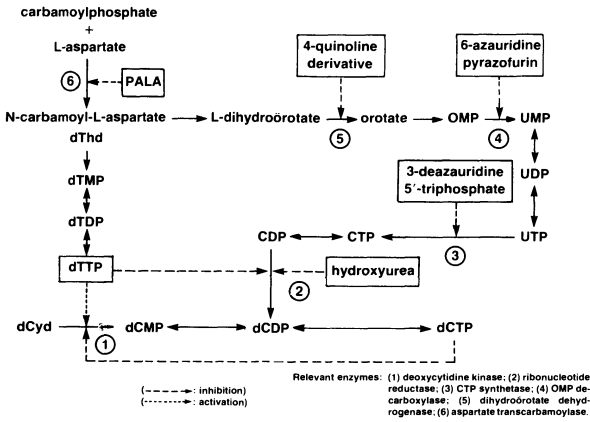 carbamoylphosphate
+
L-aspartate
6
PALA
4-quinoline
derivative
6-azauridine
pyrazofurin
N-carbamoyl-L-aspartate
L-dihydroörotate
orotate
OMP
UMP
5
4
dThd
dTMP
UDP
3-deazauridine
5'-triphosphate
dTDP
CDP
CTP
UTP
3
dTTP
hydroxyurea
2
dCyd
dCMP
dCDP
dCTP
1
(----→: inhibition)
(----→: activation)
Relevant enzymes: (1) deoxycytidine kinase; (2) ribonucleotide
reductase; (3) CTP synthetase; (4) OMP de-
carboxylase; (5) dihydroörotate dehyd-
rogenase; (6) aspartate transcarbamoylase.